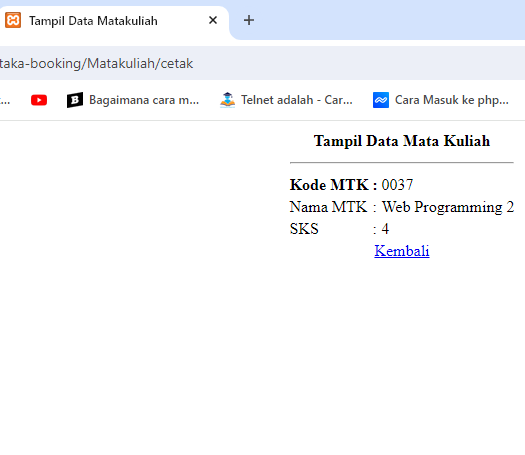 Tampil Data Matakuliah
taka-booking/Matakuliah/cetak
Bagaimana cara m... Telnet adalah - Car... Cara Masuk ke php...
Tampil Data Mata Kuliah
Kode MTK : 0037
Nama MTK : Web Programming 2
SKS : 4
Kembali